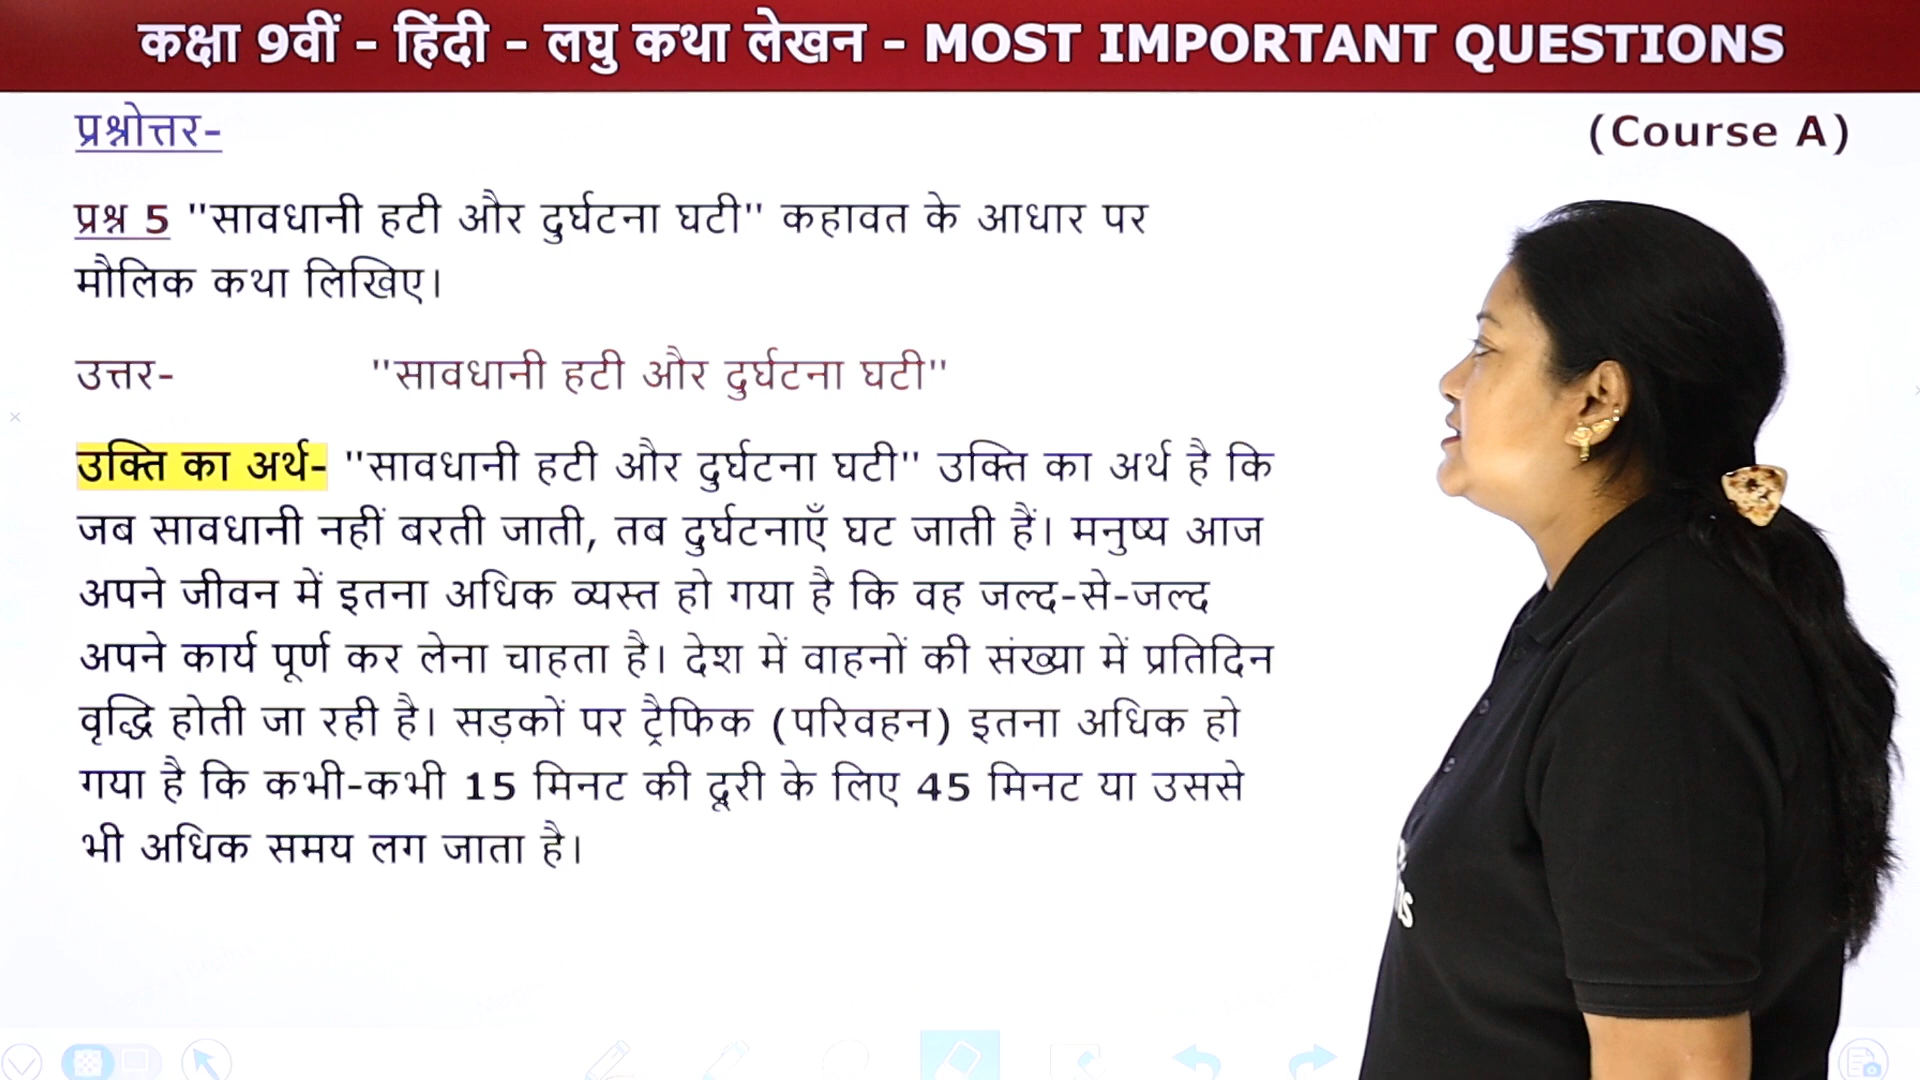 कक्षा 9वीं - हिंदी - लघु कथा लेखन - MOST IMPORTANT QUESTIONS
प्रश्नोत्तर-
(Course A)
प्रश्न 5 "सावधानी हटी और दुर्घटना घटी" कहावत के आधार पर
मौलिक कथा लिखिए।
उत्तर- "सावधानी हटी और दुर्घटना घटी"
उक्ति का अर्थ- "सावधानी हटी और दुर्घटना घटी" उक्ति का अर्थ है कि
जब सावधानी नहीं बरती जाती, तब दुर्घटनाएँ घट जाती हैं। मनुष्य आज
अपने जीवन में इतना अधिक व्यस्त हो गया है कि वह जल्द-से-जल्द
अपने कार्य पूर्ण कर लेना चाहता है। देश में वाहनों की संख्या में प्रतिदिन
वृद्धि होती जा रही है। सड़कों पर ट्रैफिक (परिवहन) इतना अधिक हो
गया है कि कभी-कभी 15 मिनट की दूरी के लिए 45 मिनट या उससे
भी अधिक समय लग जाता है।